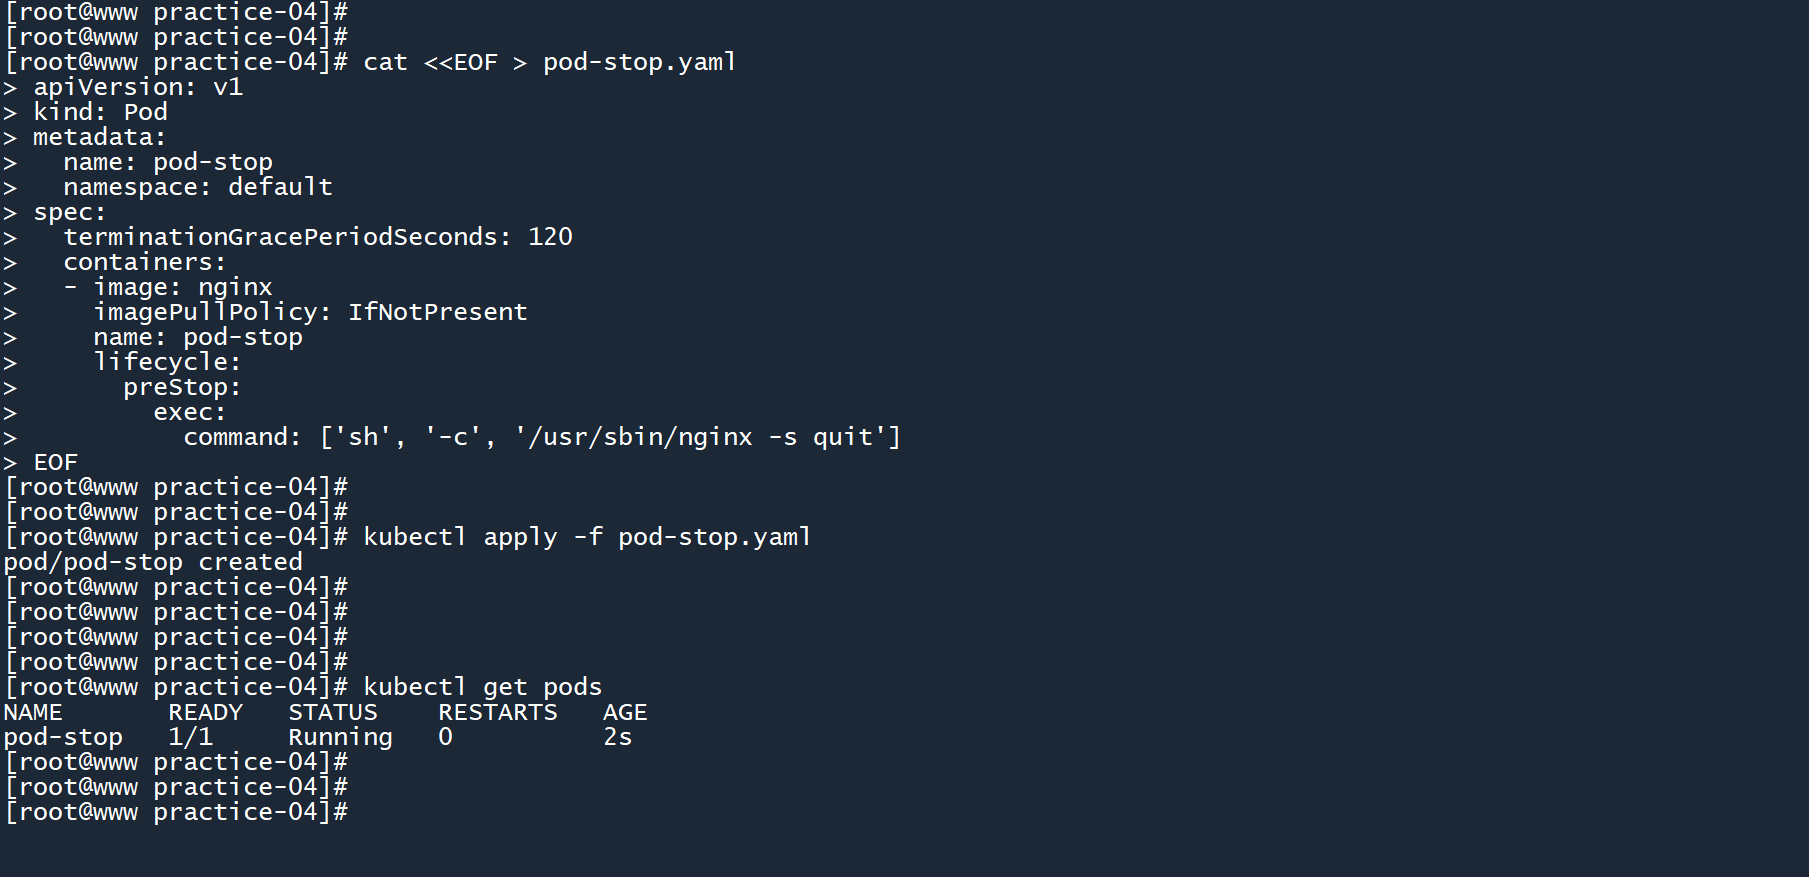 [root@www practice-04]#
[root@www practice-04]#
[root@www practice-04]# cat <<EOF > pod-stop.yaml
> apiVersion: v1
> kind: Pod
> metadata:
>   name: pod-stop
>   namespace: default
> spec:
>   terminationGracePeriodSeconds: 120
>   containers:
>   - image: nginx
>     imagePullPolicy: IfNotPresent
>     name: pod-stop
>     lifecycle:
>       preStop:
>         exec:
>           command: ['sh', '-c', '/usr/sbin/nginx -s quit']
> EOF
[root@www practice-04]#
[root@www practice-04]#
[root@www practice-04]# kubectl apply -f pod-stop.yaml
pod/pod-stop created
[root@www practice-04]#
[root@www practice-04]#
[root@www practice-04]#
[root@www practice-04]#
[root@www practice-04]# kubectl get pods
NAME       READY   STATUS    RESTARTS   AGE
pod-stop   1/1     Running   0          2s
[root@www practice-04]#
[root@www practice-04]#
[root@www practice-04]#